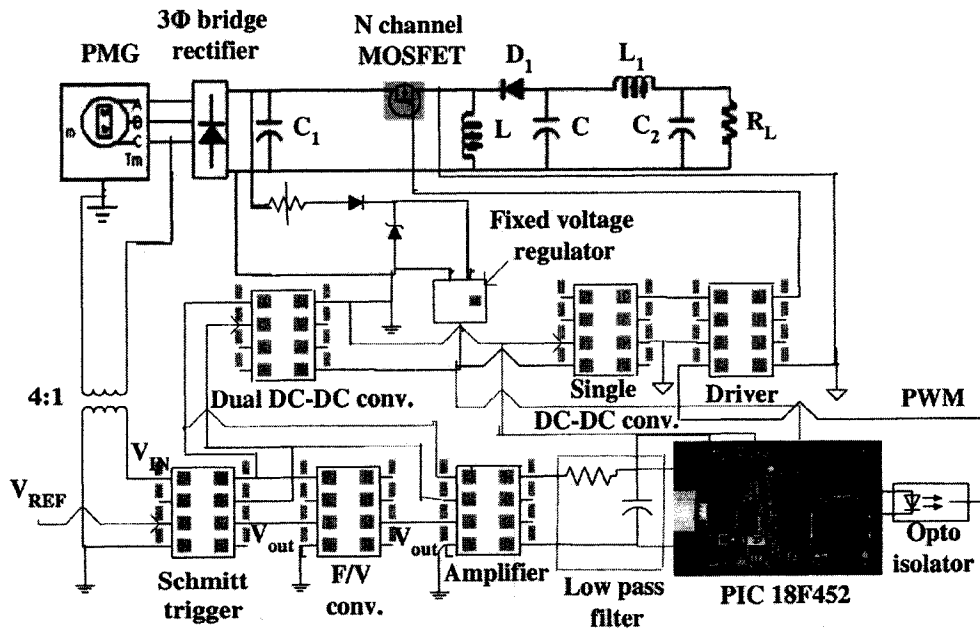 3Φ bridge
rectifier
N channel
MOSFET
PMG
D1
L1
A
B
C
m
Tm
C1
L
C
C2
RL
Fixed voltage
regulator
4:1
Dual DC-DC conv.
Single
DC-DC conv.
Driver
PWM
VIN
VREF
Vout
Vout
Schmitt
trigger
F/V
conv.
Amplifier
Low pass
filter
PIC 18F452
Opto
isolator